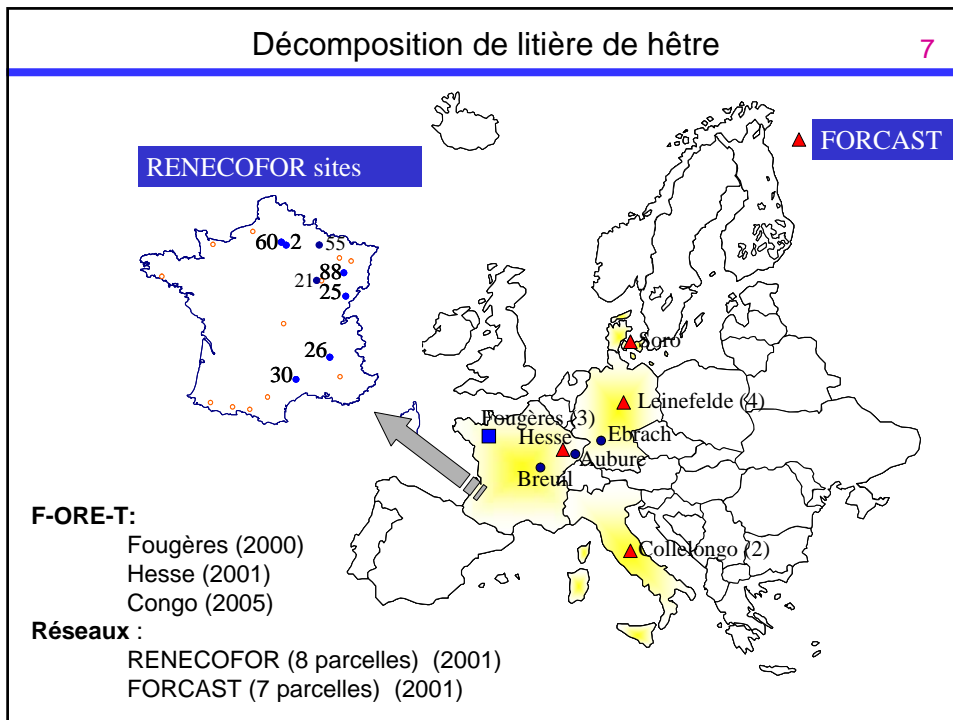 Décomposition de litière de hêtre
7
FORCAST
RENECOFOR sites
60 2
55
88
21
25
26
30
Soro
Leinefelde (4)
Fougères (3)
Ebrach
Hesse
Aubure
Breuil
Collelongo (2)
F-ORE-T:
Fougères (2000)
Hesse (2001)
Congo (2005)
Réseaux :
RENECOFOR (8 parcelles) (2001)
FORCAST (7 parcelles) (2001)